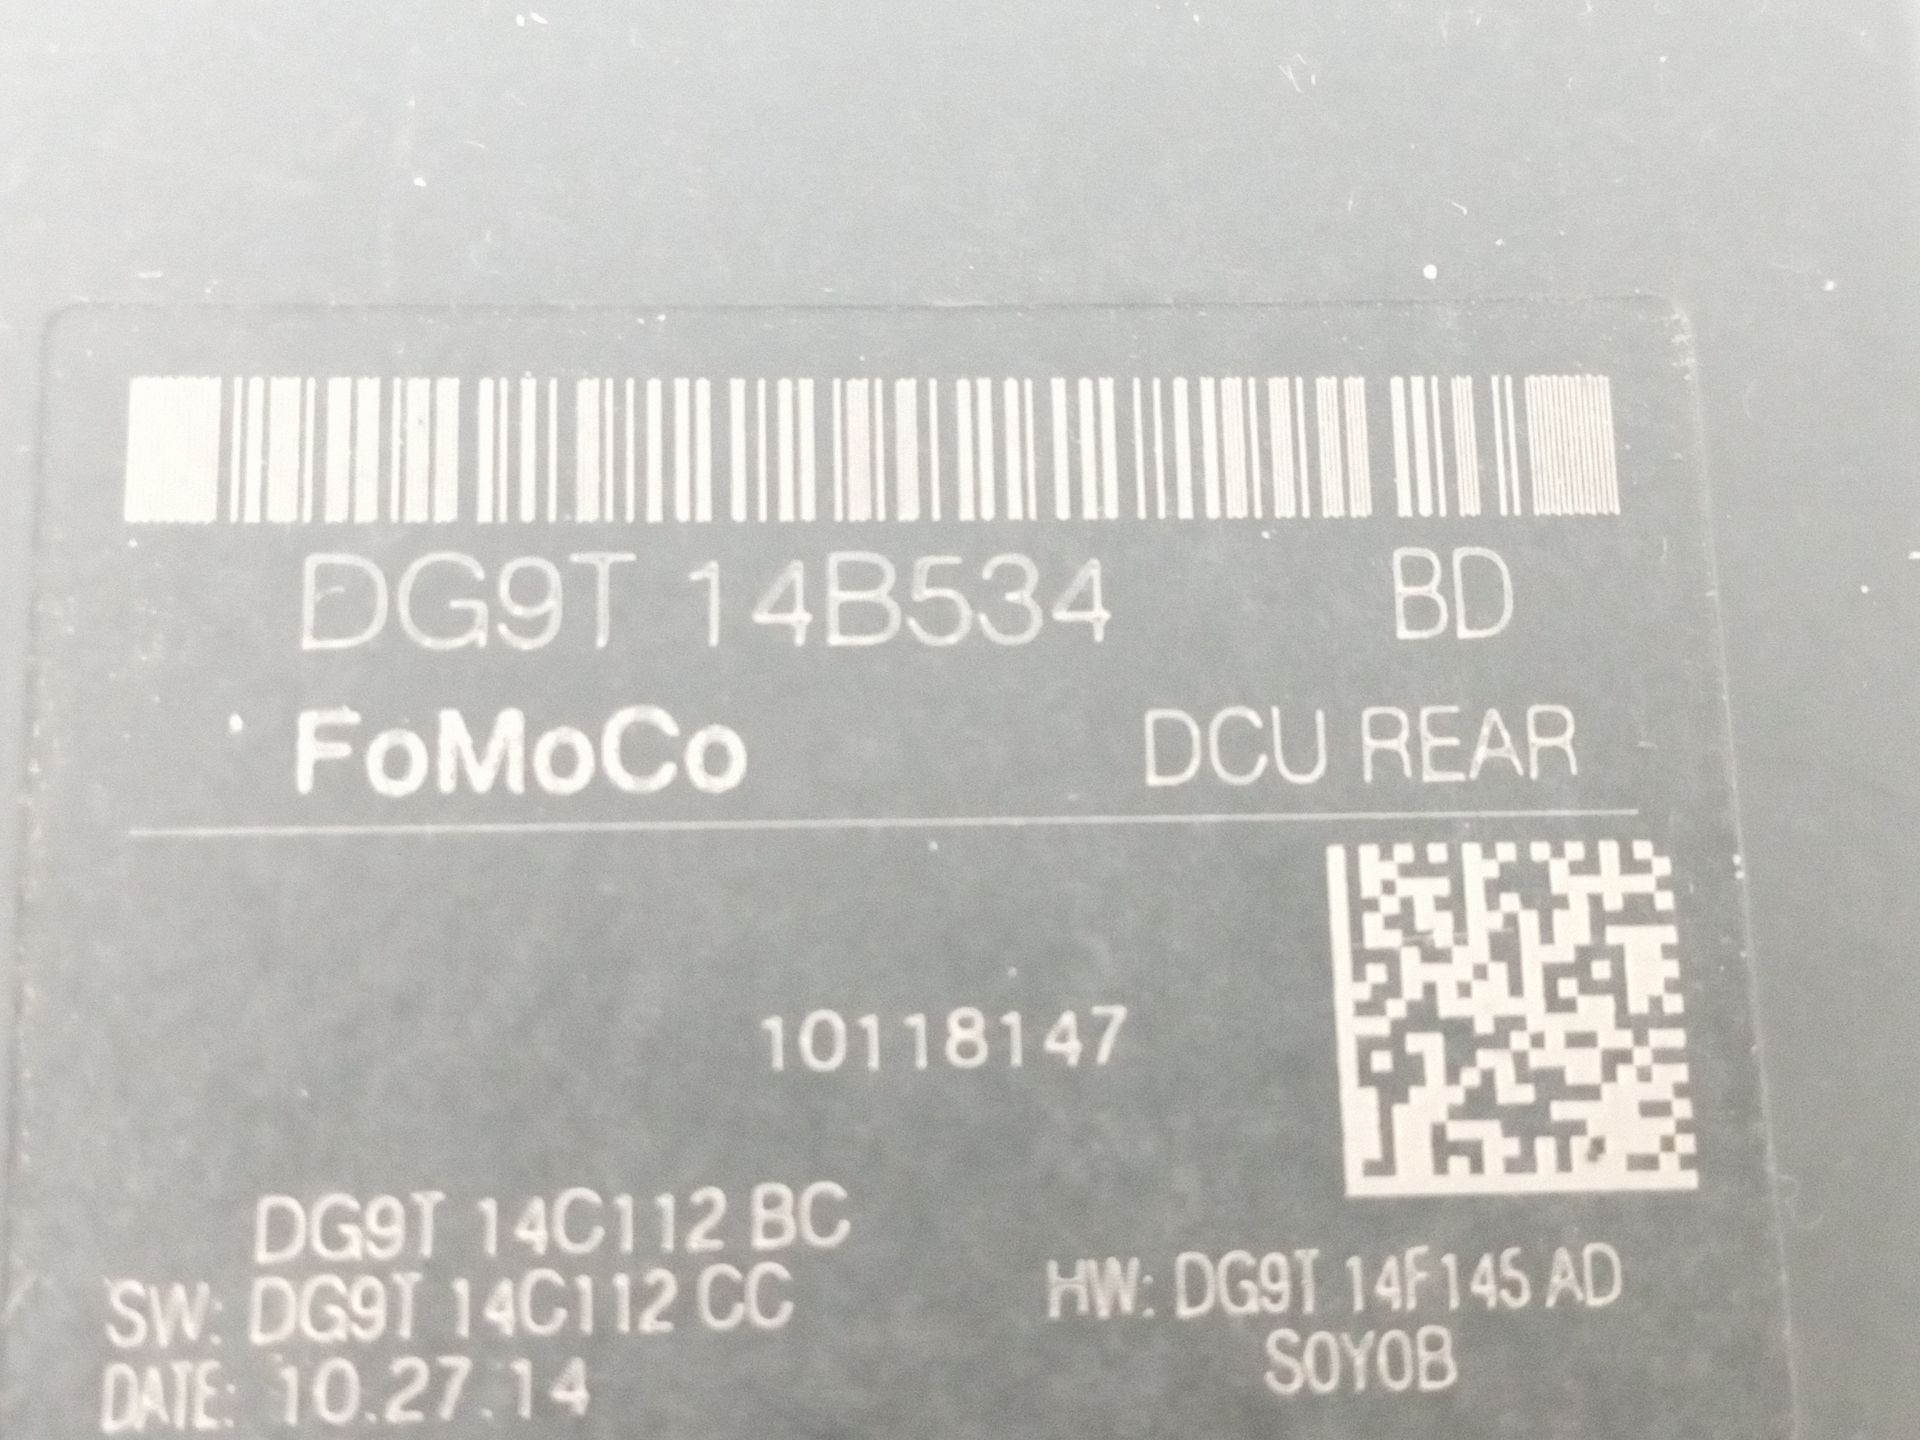 DG9T 14B534 BD
FoMoCo DCU REAR
10118147
DG9T 14C112 BC
SW: DG9T 14C112 CC
DATE: 10.27.14
HW: DG9T 14F145 AD
S0Y0B